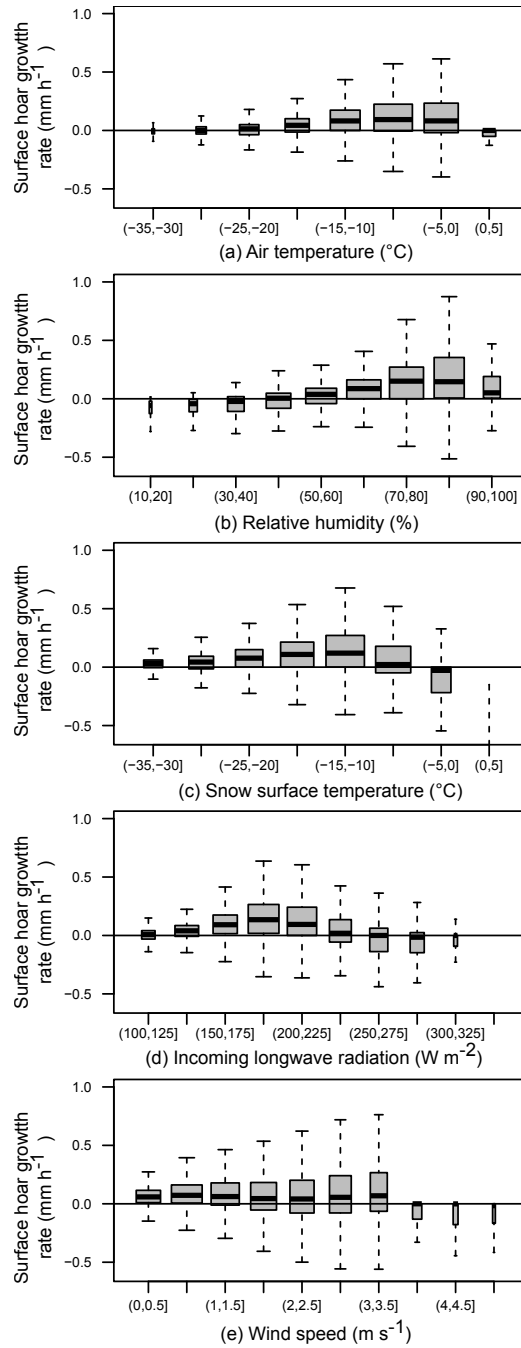 Surface hoar growtth
rate (mm h⁻¹)
1.0
0.5
0.0
−0.5
(−35,−30] (−25,−20] (−15,−10] (−5,0] (0,5]
(a) Air temperature (°C)
Surface hoar growtth
rate (mm h⁻¹)
1.0
0.5
0.0
−0.5
(10,20] (30,40] (50,60] (70,80] (90,100]
(b) Relative humidity (%)
Surface hoar growtth
rate (mm h⁻¹)
1.0
0.5
0.0
−0.5
(−35,−30] (−25,−20] (−15,−10] (−5,0] (0,5]
(c) Snow surface temperature (°C)
Surface hoar growtth
rate (mm h⁻¹)
1.0
0.5
0.0
−0.5
(100,125] (150,175] (200,225] (250,275] (300,325]
(d) Incoming longwave radiation (W m⁻²)
Surface hoar growtth
rate (mm h⁻¹)
1.0
0.5
0.0
−0.5
(0,0.5] (1,1.5] (2,2.5] (3,3.5] (4,4.5]
(e) Wind speed (m s⁻¹)